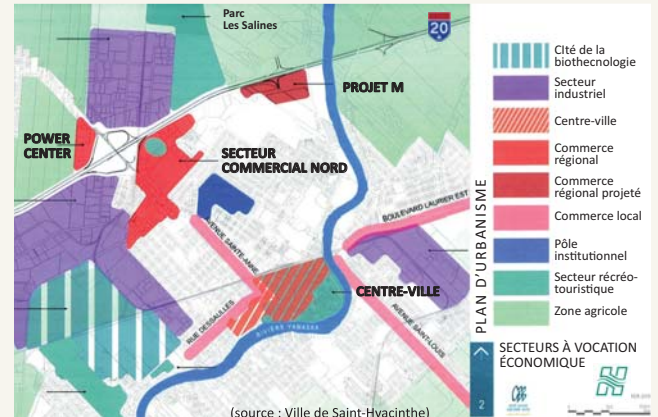 Parc
Les Salines
20
PROJET M
POWER
CENTER
SECTEUR
COMMERCIAL NORD
AVENUE SAINTE-ANNE
BOULEVARD LAURIER EST
CENTRE-VILLE
RUE DESSAULLES
AVENUE SAINT-LOUIS
RIVIÈRE YAMASKA
(source : Ville de Saint-Hyacinthe)
PLAN D'URBANISME
CIté de la
biothecnologie
Secteur
industriel
Centre-ville
Commerce
régional
Commerce
régional projeté
Commerce local
Pôle
institutionnel
Secteur récréo-
touristique
Zone agricole
SECTEURS À VOCATION
ÉCONOMIQUE
2